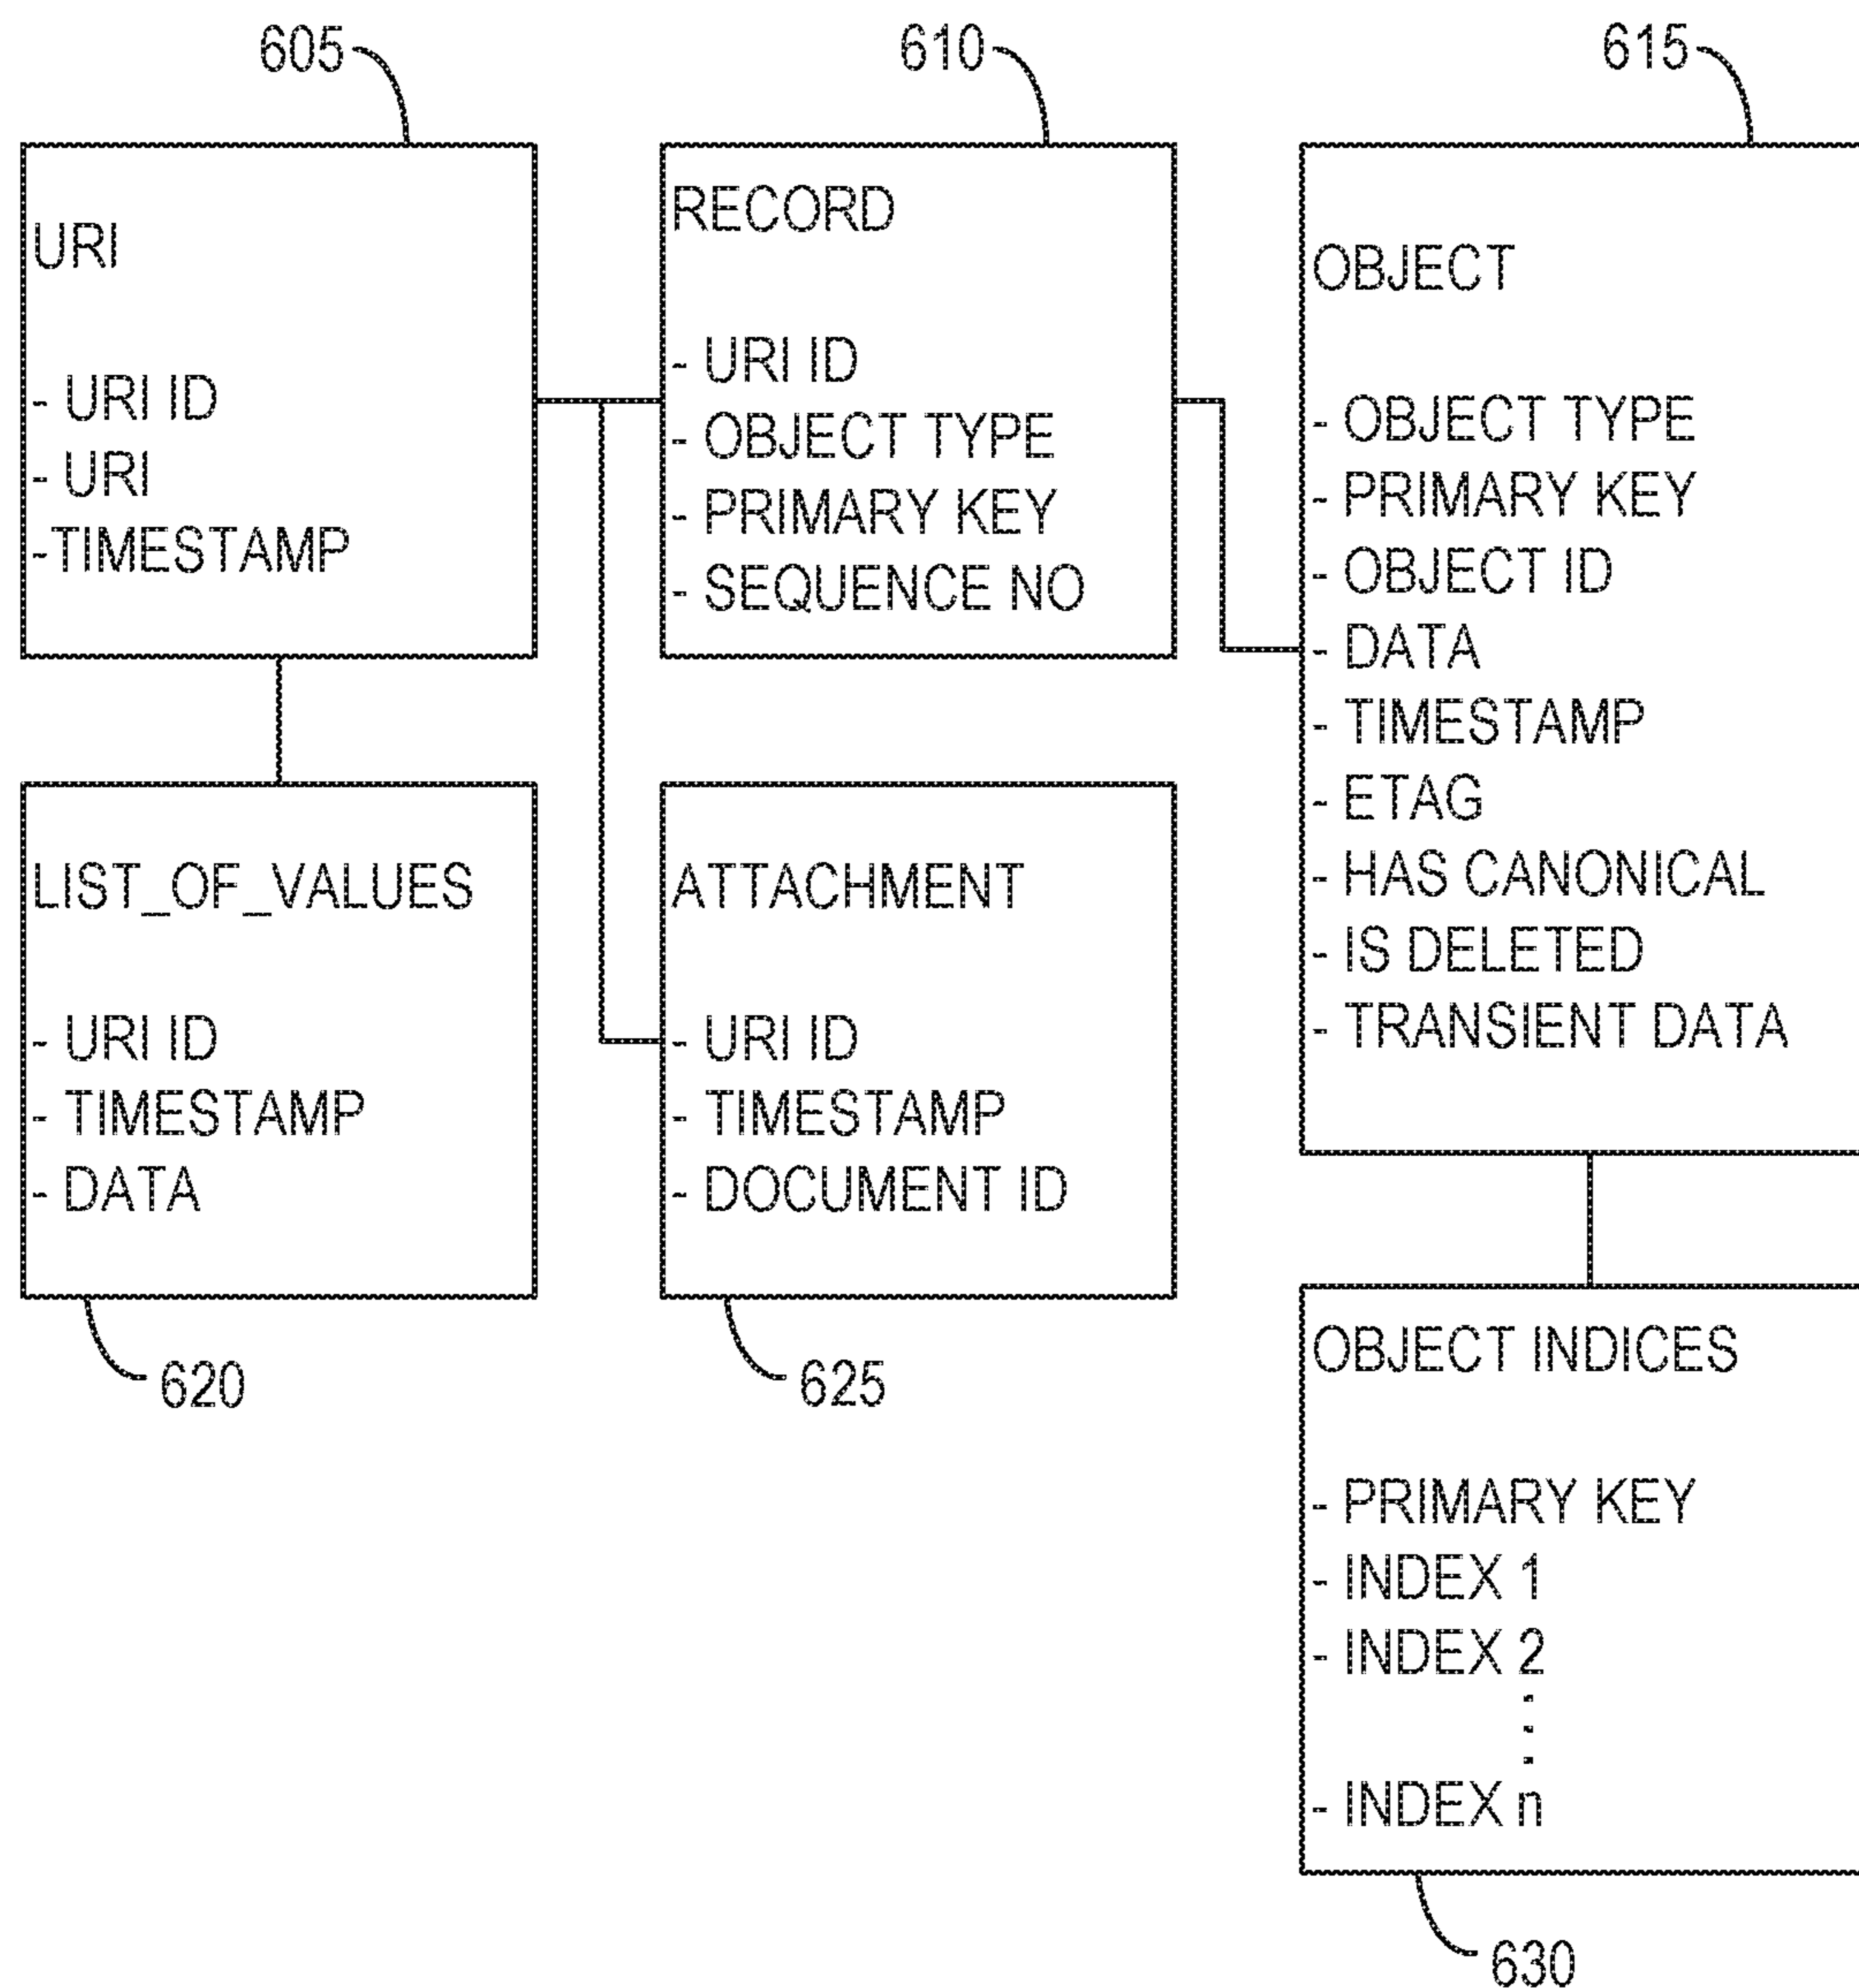 605
610
615
URI
- URI ID
- URI
-TIMESTAMP
RECORD
- URI ID
- OBJECT TYPE
- PRIMARY KEY
- SEQUENCE NO
OBJECT
- OBJECT TYPE
- PRIMARY KEY
- OBJECT ID
- DATA
- TIMESTAMP
- ETAG
- HAS CANONICAL
- IS DELETED
- TRANSIENT DATA
LIST_OF_VALUES
- URI ID
- TIMESTAMP
- DATA
620
ATTACHMENT
- URI ID
- TIMESTAMP
- DOCUMENT ID
625
OBJECT INDICES
- PRIMARY KEY
- INDEX 1
- INDEX 2
- INDEX n
630